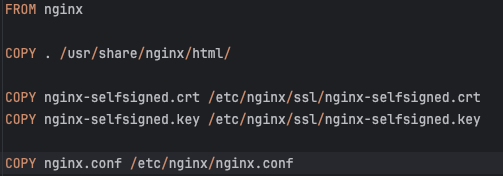 FROM nginx
COPY . /usr/share/nginx/html/
COPY nginx-selfsigned.crt /etc/nginx/ssl/nginx-selfsigned.crt
COPY nginx-selfsigned.key /etc/nginx/ssl/nginx-selfsigned.key
COPY nginx.conf /etc/nginx/nginx.conf